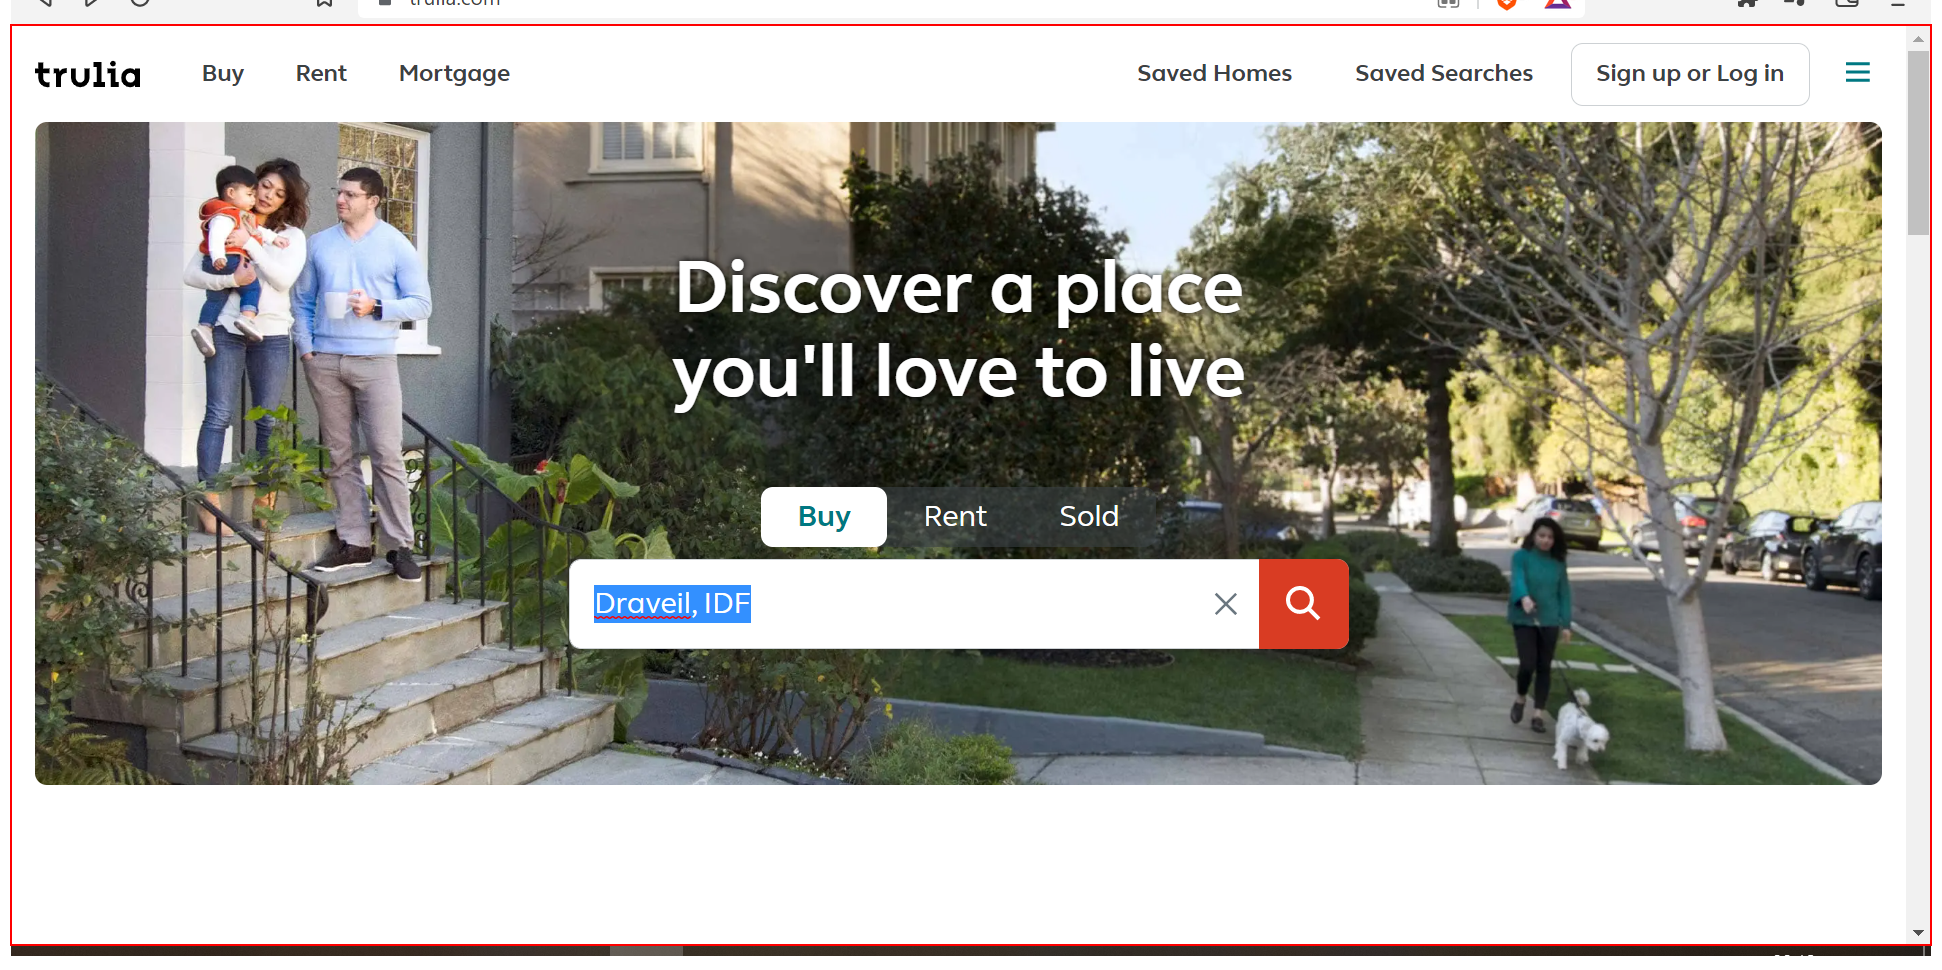 trulia.com
trulia
Buy
Rent
Mortgage
Saved Homes
Saved Searches
Sign up or Log in
Discover a place
you'll love to live
Buy
Rent
Sold
Draveil, IDF